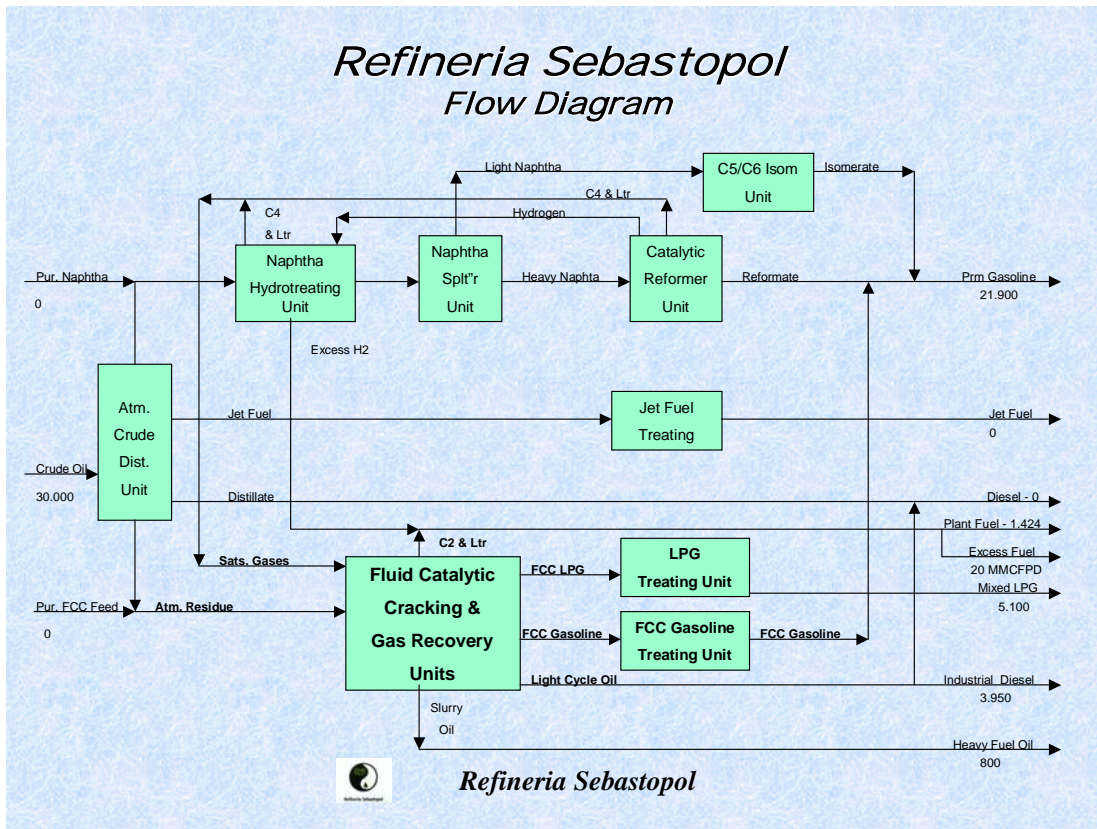 Refineria Sebastopol
Flow Diagram
Light Naphtha
C5/C6 Isom
Unit
Isomerate
C4 & Ltr
C4
& Ltr
Hydrogen
Pur. Naphtha
0
Naphtha
Hydrotreating
Unit
Naphtha
Splt"r
Unit
Heavy Naphta
Catalytic
Reformer
Unit
Reformate
Prm Gasoline
21.900
Excess H2
Atm.
Crude
Dist.
Unit
Jet Fuel
Jet Fuel
Treating
Jet Fuel
0
Crude Oil
30.000
Distillate
Diesel - 0
Plant Fuel - 1.424
C2 & Ltr
Excess Fuel
20 MMCFPD
Sats. Gases
Fluid Catalytic
Cracking &
Gas Recovery
Units
FCC LPG
LPG
Treating Unit
Mixed LPG
5.100
Pur. FCC Feed
0
Atm. Residue
FCC Gasoline
FCC Gasoline
Treating Unit
FCC Gasoline
Light Cycle Oil
Industrial Diesel
3.950
Slurry
Oil
Heavy Fuel Oil
800
Refineria Sebastopol
Refineria Sebastopol